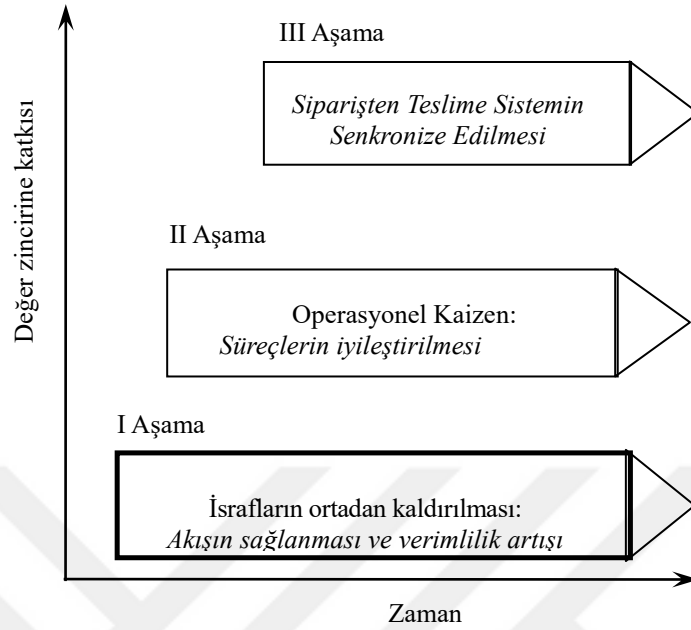 III Aşama
Siparişten Teslime Sistemin
Senkronize Edilmesi
Değer zincirine katkısı
II Aşama
Operasyonel Kaizen:
Süreçlerin iyileştirilmesi
I Aşama
İsrafların ortadan kaldırılması:
Akışın sağlanması ve verimlilik artışı
Zaman